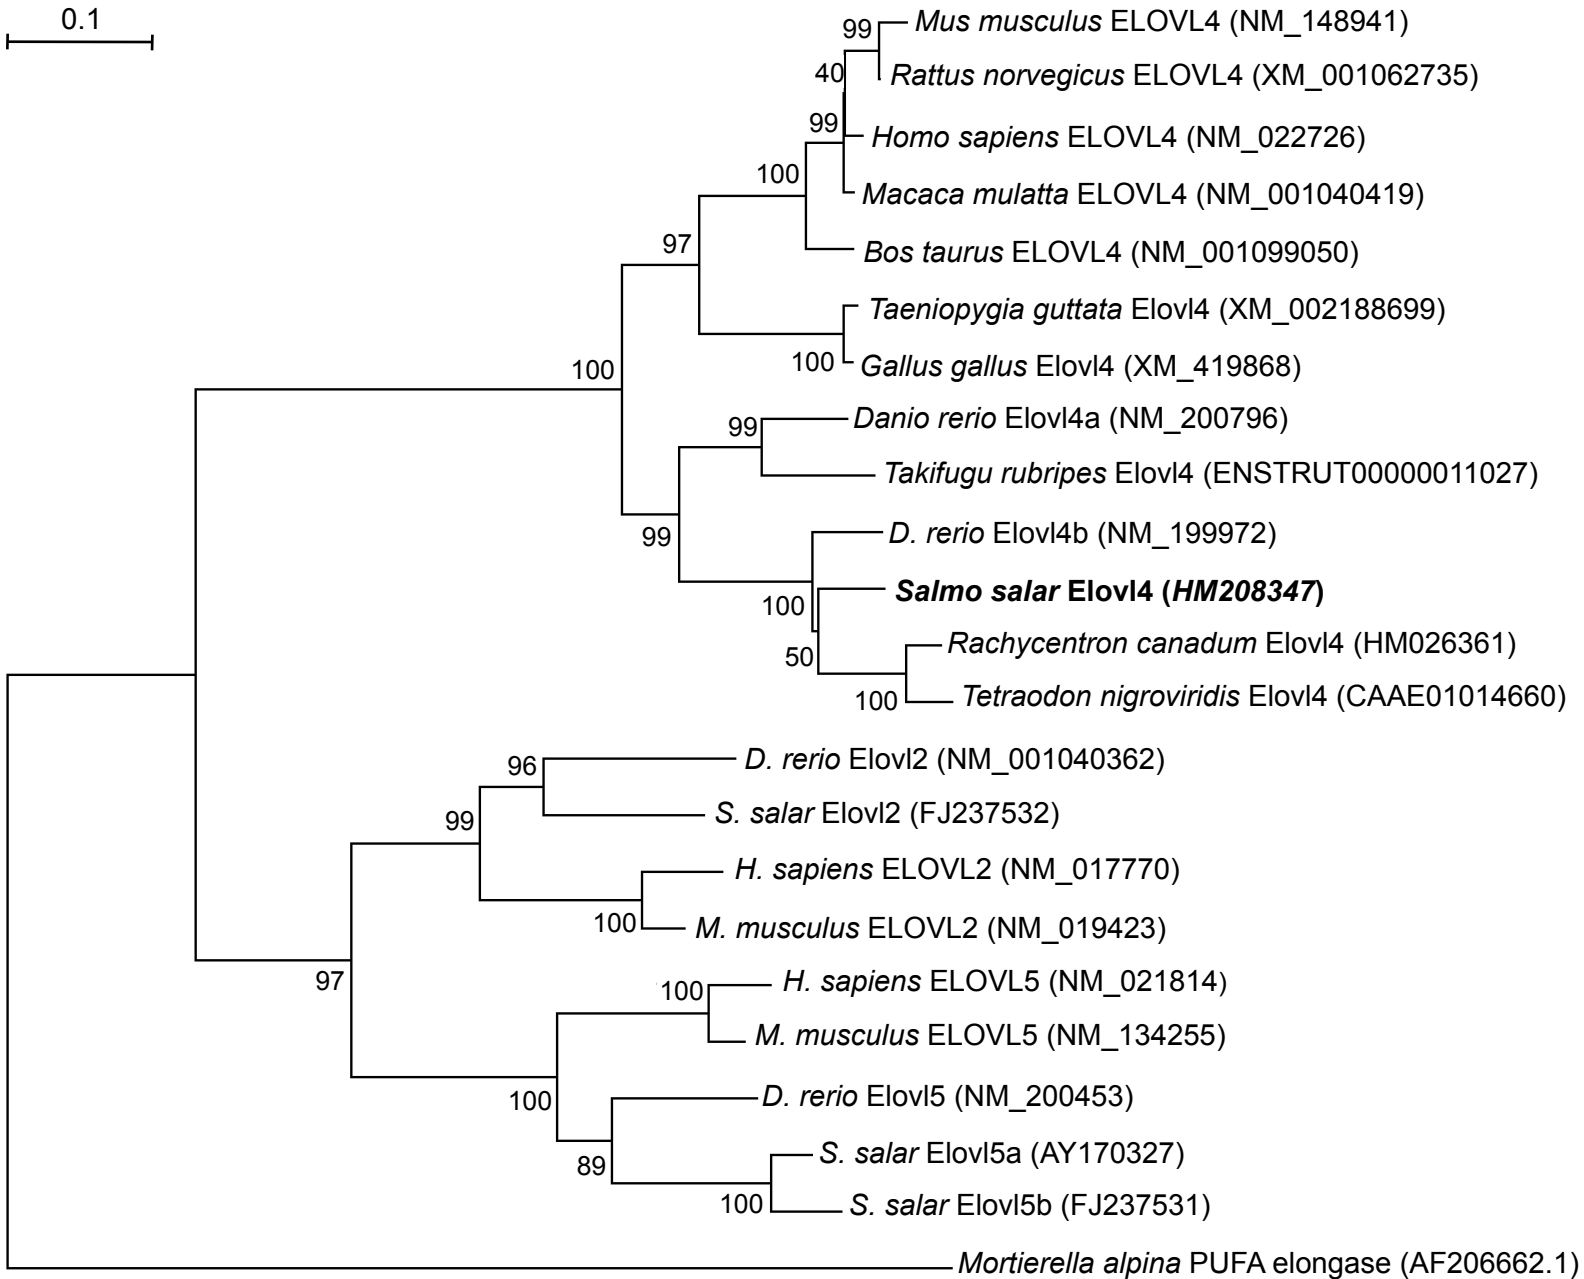 0.1
99
Mus musculus ELOVL4 (NM_148941)
40
Rattus norvegicus ELOVL4 (XM_001062735)
99
Homo sapiens ELOVL4 (NM_022726)
100
Macaca mulatta ELOVL4 (NM_001040419)
97
Bos taurus ELOVL4 (NM_001099050)
Taeniopygia guttata Elovl4 (XM_002188699)
100
100
Gallus gallus Elovl4 (XM_419868)
99
Danio rerio Elovl4a (NM_200796)
Takifugu rubripes Elovl4 (ENSTRUT00000011027)
99
D. rerio Elovl4b (NM_199972)
100
Salmo salar Elovl4 (HM208347)
50
Rachycentron canadum Elovl4 (HM026361)
100
Tetraodon nigroviridis Elovl4 (CAAE01014660)
96
D. rerio Elovl2 (NM_001040362)
99
S. salar Elovl2 (FJ237532)
H. sapiens ELOVL2 (NM_017770)
100
M. musculus ELOVL2 (NM_019423)
97
100
H. sapiens ELOVL5 (NM_021814)
M. musculus ELOVL5 (NM_134255)
100
D. rerio Elovl5 (NM_200453)
89
S. salar Elovl5a (AY170327)
100
S. salar Elovl5b (FJ237531)
Mortierella alpina PUFA elongase (AF206662.1)